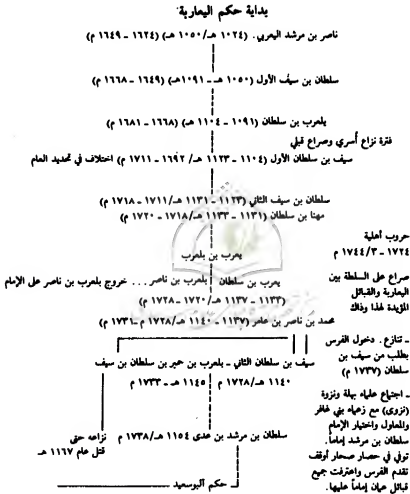 بداية حكم اليعاربة
ناصر بن مرشد اليعربي. (١٠٢٤ هـ/١٠٥٠ هـ) (١٦٢٤ - ١٦٤٩ م)
سلطان بن سيف الأول (١٠٥٠ هـ - ١٠٩١ هـ) (١٦٤٩ - ١٦٦٨ م)
بلعرب بن سلطان (١٠٩١ - ١١٠٤ هـ) (١٦٦٨ - ١٦٨١ م)
فترة نزاع أسري وصراع قبلي
سيف بن سلطان الأول (١١٠٤ - ١١٢٣ هـ/ ١٦٩٢ - ١٧١١ م) اختلاف في تحديد العام
سلطان بن سيف الثاني (١١٢٣ - ١١٣١ هـ/١٧١١ - ١٧١٨ م)
مهنا بن سلطان (١١٣١ - ١١٣٣ هـ/١٧١٨ - ١٧٢٠ م)
حروب أهلية
١٧٢٤ - ١٧٤٤/٣ م
يعرب بن بلعرب
صراع على السلطة بين
اليعاربة والقبائل
المؤيدة لهذا وذاك
يعرب بن سلطان بلعرب بن ناصر ... خروج بلعرب بن ناصر على الإمام
(١١٣٣ - ١١٣٧ هـ/١٧٢٠ - ١٧٢٨ م)
محمد بن ناصر بن عامر (١١٣٧ - ١١٤٠ هـ/١٧٢٨ م - ١٧٣١ م)
ـ تنازع. دخول الفرس
بطلب من سيف بن
سلطان (١٧٣٧ م)
سيف بن سلطان الثاني ـ بلعرب بن حمير بن سلطان بن سيف
١١٤٠ هـ/١٧٢٨ م ١١٤٥ هـ - ١٧٣٣ م
ـ اجتماع علماء بهلة ونزوة
(نزوى) مع زعماء بني غافر
والمعاول واختيار الإمام
سلطان بن مرشد إماماً.
توفي في حصار صحار أوقف
تقدم الفرس واعترفت جميع
قبائل عمان إماماً عليها.
سلطان بن مرشد بن عدى ١١٥٤ هـ/١٧٣٨ م
نزاعه حتى
قتل عام ١١٦٧ هـ
حكم آلبوسعيد